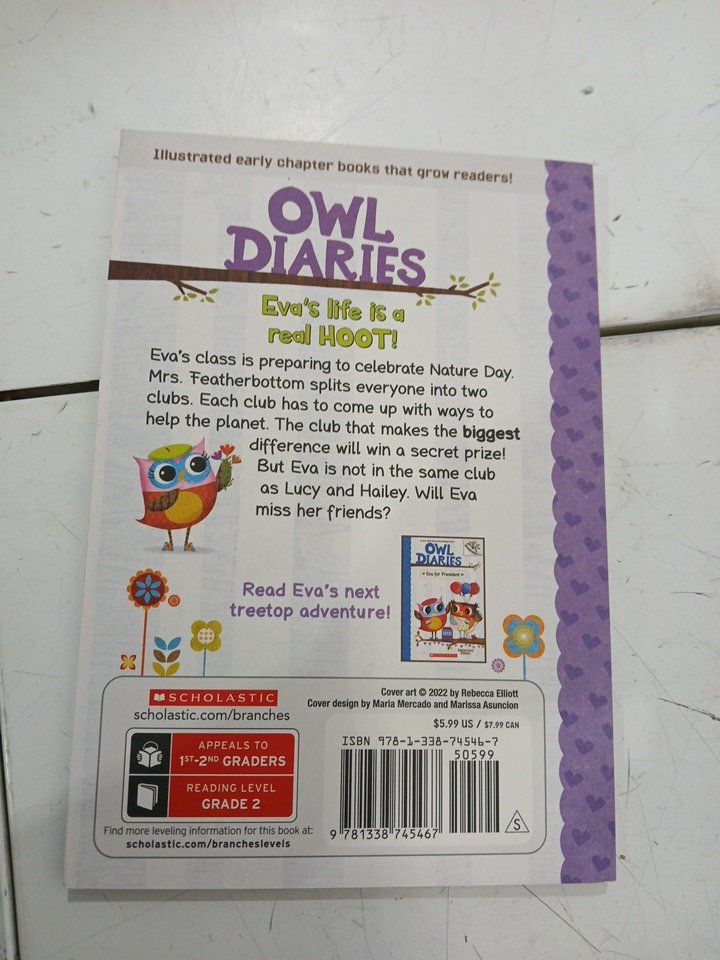 Illustrated early chapter books that grow readers!
OWL
DIARIES
Eva's life is a
real HOOT!
Eva's class is preparing to celebrate Nature Day.
Mrs. Featherbottom splits everyone into two
clubs. Each club has to come up with ways to
help the planet. The club that makes the biggest
difference will win a secret prize!
But Eva is not in the same club
as Lucy and Hailey. Will Eva
miss her friends?
Read Eva's next
treetop adventure!
OWL
DIARIES
Eva for President
SCHOLASTIC
scholastic.com/branches
Cover art © 2022 by Rebecca Elliott
Cover design by Maria Mercado and Marissa Asuncion
$5.99 US / $7.99 CAN
APPEALS TO
1ST-2ND GRADERS
READING LEVEL
GRADE 2
Find more leveling information for this book at:
scholastic.com/brancheslevels
ISBN 978-1-338-74546-7
50599
9 781338 745467
S